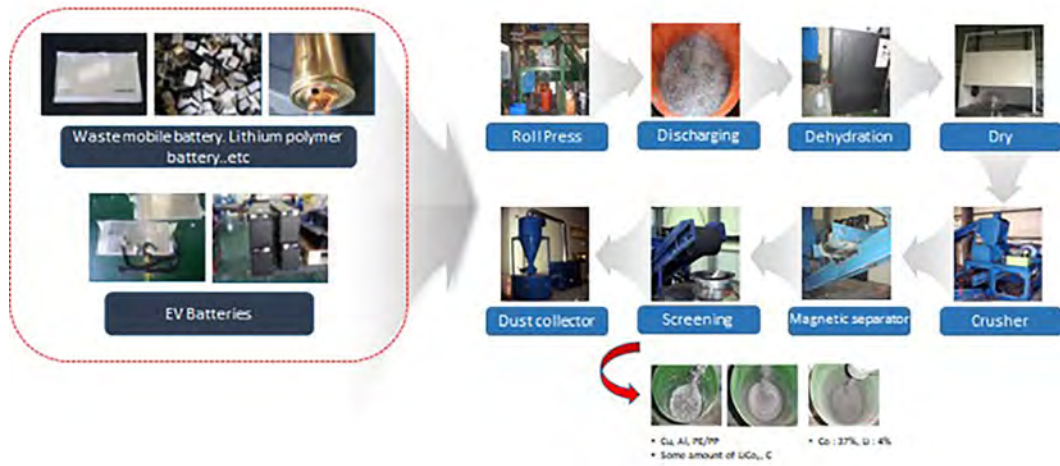 Waste mobile battery. Lithium polymer
battery..etc
EV Batteries
Roll Press
Discharging
Dehydration
Dry
Dust collector
Screening
Magnetic separator
Crusher
• Cu, Al, PE/PP
• Some amount of LiCoO₂, C
• Co : 37%, Li : 4%